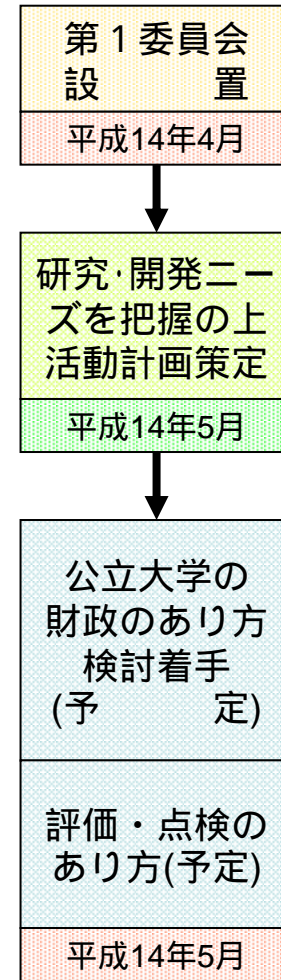 第１委員会
設　　置
平成14年4月
研究･開発ニー
ズを把握の上
活動計画策定
平成14年5月
公立大学の
財政のあり方
検討着手
(予　　定)
評価・点検の
あり方(予定)
平成14年5月